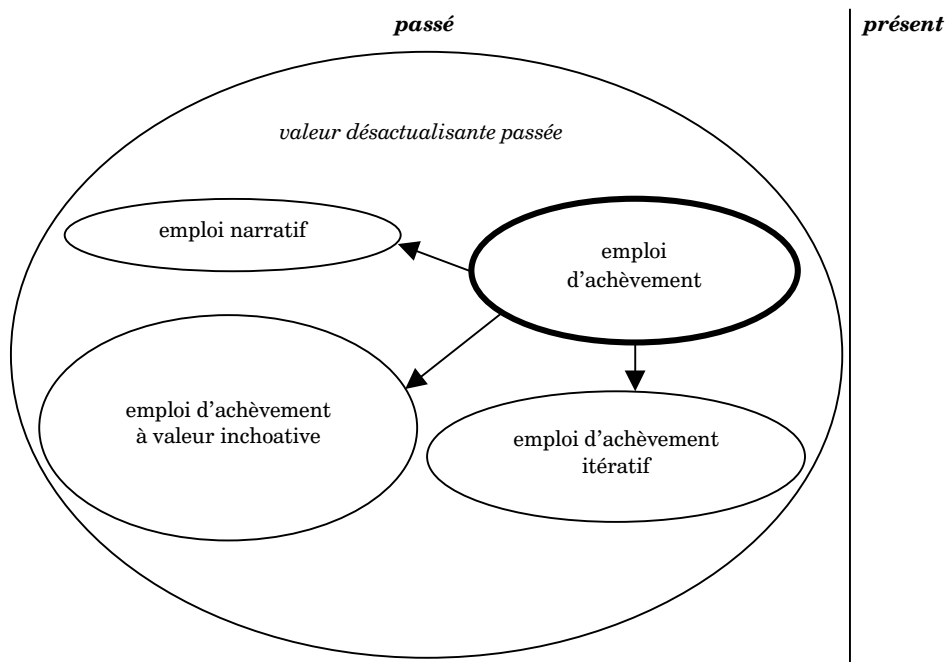 passé
présent
valeur désactualisante passée
emploi narratif
emploi
d’achèvement
emploi d’achèvement
à valeur inchoative
emploi d’achèvement
itératif